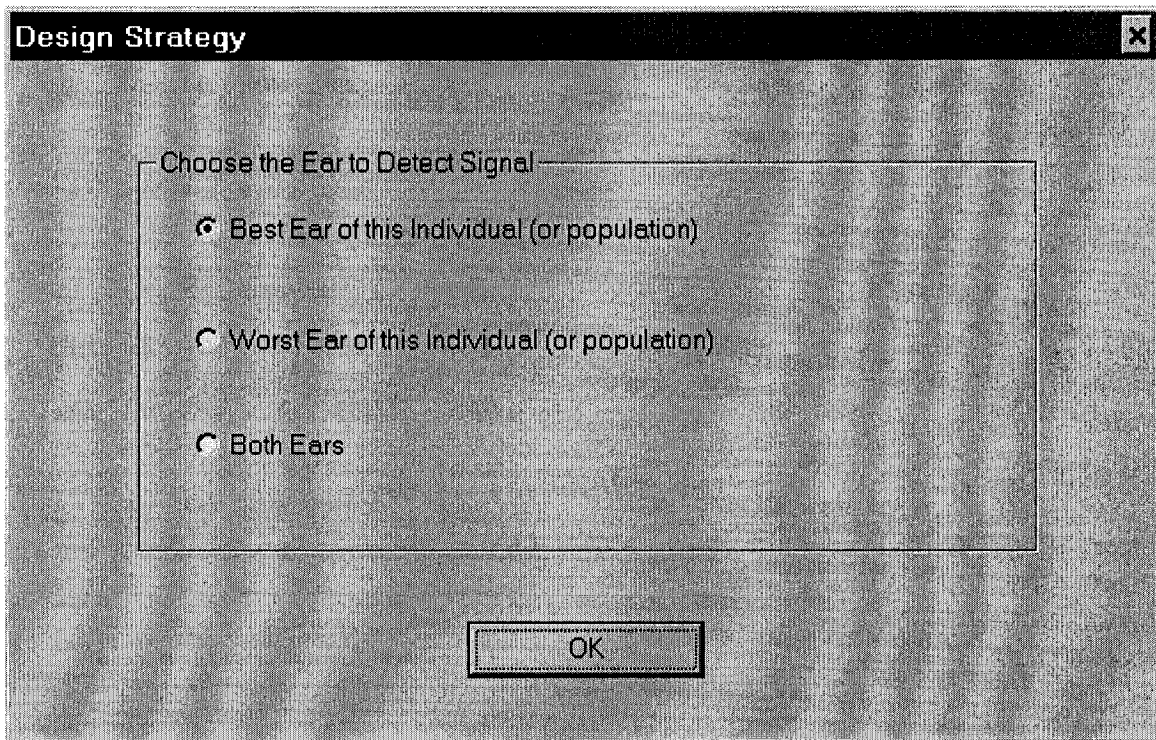 Design Strategy
Choose the Ear to Detect Signal
Best Ear of this Individual (or population)
Worst Ear of this Individual (or population)
Both Ears
OK